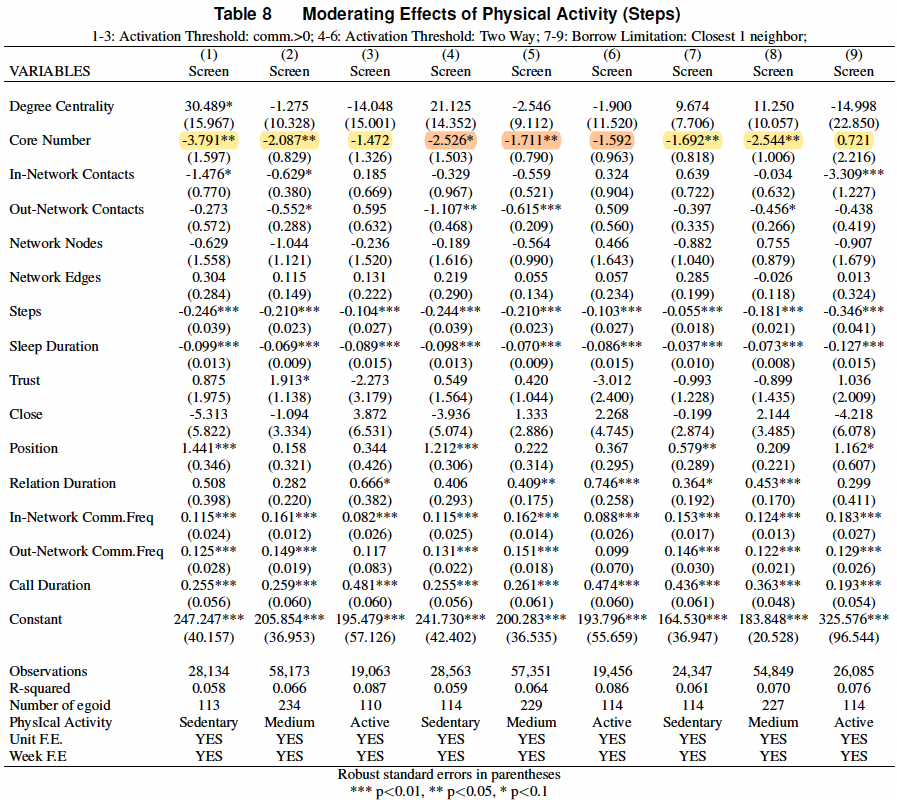 Table 8 Moderating Effects of Physical Activity (Steps)
1-3: Activation Threshold: comm.>0; 4-6: Activation Threshold: Two Way; 7-9: Borrow Limitation: Closest 1 neighbor;
(1) (2) (3) (4) (5) (6) (7) (8) (9)
VARIABLES Screen Screen Screen Screen Screen Screen Screen Screen Screen
Degree Centrality 30.489* -1.275 -14.048 21.125 -2.546 -1.900 9.674 11.250 -14.998
(15.967) (10.328) (15.001) (14.352) (9.112) (11.520) (7.706) (10.057) (22.850)
Core Number -3.791** -2.087** -1.472 -2.526* -1.711** -1.592 -1.692** -2.544** 0.721
(1.597) (0.829) (1.326) (1.503) (0.790) (0.963) (0.818) (1.006) (2.216)
In-Network Contacts -1.476* -0.629* 0.185 -0.329 -0.559 0.324 0.639 -0.034 -3.309***
(0.770) (0.380) (0.669) (0.967) (0.521) (0.904) (0.722) (0.632) (1.227)
Out-Network Contacts -0.273 -0.552* 0.595 -1.107** -0.615*** 0.509 -0.397 -0.456* -0.438
(0.572) (0.288) (0.632) (0.468) (0.209) (0.560) (0.335) (0.266) (0.419)
Network Nodes -0.629 -1.044 -0.236 -0.189 -0.564 0.466 -0.882 0.755 -0.907
(1.558) (1.121) (1.520) (1.616) (0.990) (1.643) (1.040) (0.879) (1.679)
Network Edges 0.304 0.115 0.131 0.219 0.055 0.057 0.285 -0.026 0.013
(0.284) (0.149) (0.222) (0.290) (0.134) (0.234) (0.199) (0.118) (0.324)
Steps -0.246*** -0.210*** -0.104*** -0.244*** -0.210*** -0.103*** -0.055*** -0.181*** -0.346***
(0.039) (0.023) (0.027) (0.039) (0.023) (0.027) (0.018) (0.021) (0.041)
Sleep Duration -0.099*** -0.069*** -0.089*** -0.098*** -0.070*** -0.086*** -0.037*** -0.073*** -0.127***
(0.013) (0.009) (0.015) (0.013) (0.009) (0.015) (0.010) (0.008) (0.015)
Trust 0.875 1.913* -2.273 0.549 0.420 -3.012 -0.993 -0.899 1.036
(1.975) (1.138) (3.179) (1.564) (1.044) (2.400) (1.228) (1.435) (2.009)
Close -5.313 -1.094 3.872 -3.936 1.333 2.268 -0.199 2.144 -4.218
(5.822) (3.334) (6.531) (5.074) (2.886) (4.745) (2.874) (3.485) (6.078)
Position 1.441*** 0.158 0.344 1.212*** 0.222 0.367 0.579** 0.209 1.162*
(0.346) (0.321) (0.426) (0.306) (0.314) (0.295) (0.289) (0.221) (0.607)
Relation Duration 0.508 0.282 0.666* 0.406 0.409** 0.746*** 0.364* 0.453*** 0.299
(0.398) (0.220) (0.382) (0.293) (0.175) (0.258) (0.192) (0.170) (0.411)
In-Network Comm.Freq 0.115*** 0.161*** 0.082*** 0.115*** 0.162*** 0.088*** 0.153*** 0.124*** 0.183***
(0.024) (0.012) (0.026) (0.025) (0.014) (0.026) (0.017) (0.013) (0.027)
Out-Network Comm.Freq 0.125*** 0.149*** 0.117 0.131*** 0.151*** 0.099 0.146*** 0.122*** 0.129***
(0.028) (0.019) (0.083) (0.022) (0.018) (0.070) (0.030) (0.021) (0.026)
Call Duration 0.255*** 0.259*** 0.481*** 0.255*** 0.261*** 0.474*** 0.436*** 0.363*** 0.193***
(0.056) (0.060) (0.060) (0.056) (0.061) (0.060) (0.061) (0.048) (0.054)
Constant 247.247*** 205.854*** 195.479*** 241.730*** 200.283*** 193.796*** 164.530*** 183.848*** 325.576***
(40.157) (36.953) (57.126) (42.402) (36.535) (55.659) (36.947) (20.528) (96.544)
Observations 28,134 58,173 19,063 28,563 57,351 19,456 24,347 54,849 26,085
R-squared 0.058 0.066 0.087 0.059 0.064 0.086 0.061 0.070 0.076
Number of egoid 113 234 110 114 229 114 114 227 114
PhysIcal Activity Sedentary Medium Active Sedentary Medium Active Sedentary Medium Active
Unit F.E. YES YES YES YES YES YES YES YES YES
Week F.E YES YES YES YES YES YES YES YES YES
Robust standard errors in parentheses
*** p<0.01, ** p<0.05, * p<0.1